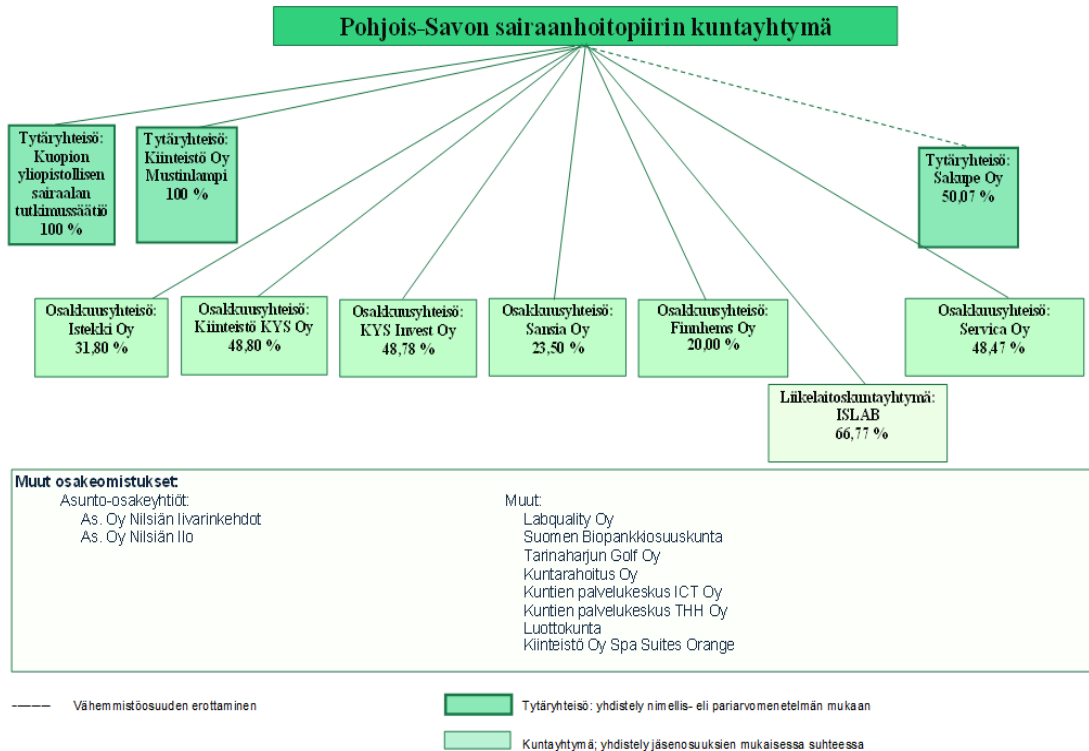 Pohjois-Savon sairaanhoitopiirin kuntayhtymä
Tytäryhteisö:
Kuopion
yliopistollisen
sairaalan
tutkimussäätiö
100 %
Tytäryhteisö:
Kiinteistö Oy
Mustinlampi
100 %
Tytäryhteisö:
Sakupe Oy
50,07 %
Osakkuusyhteisö:
Istekki Oy
31,80 %
Osakkuusyhteisö:
Kiinteistö KYS Oy
48,80 %
Osakkuusyhteisö:
KYS Invest Oy
48,78 %
Osakkuusyhteisö:
Sansia Oy
23,50 %
Osakkuusyhteisö:
Finnhems Oy
20,00 %
Osakkuusyhteisö:
Servica Oy
48,47 %
Liikelaitoskuntayhtymä:
ISLAB
66,77 %
Muut osakeomistukset:
Asunto-osakeyhtiöt:
As. Oy Nilsiän Iivarinkehdot
As. Oy Nilsiän Ilo
Muut:
Labquality Oy
Suomen Biopankkiosuuskunta
Tarinaharjun Golf Oy
Kuntarahoitus Oy
Kuntien palvelukeskus ICT Oy
Kuntien palvelukeskus THH Oy
Luottokunta
Kiinteistö Oy Spa Suites Orange
Vähemmistöosuuden erottaminen
Tytäryhteisö: yhdistely nimellis- eli pariarvomenetelmän mukaan
Kuntayhtymä; yhdistely jäsenosuuksien mukaisessa suhteessa